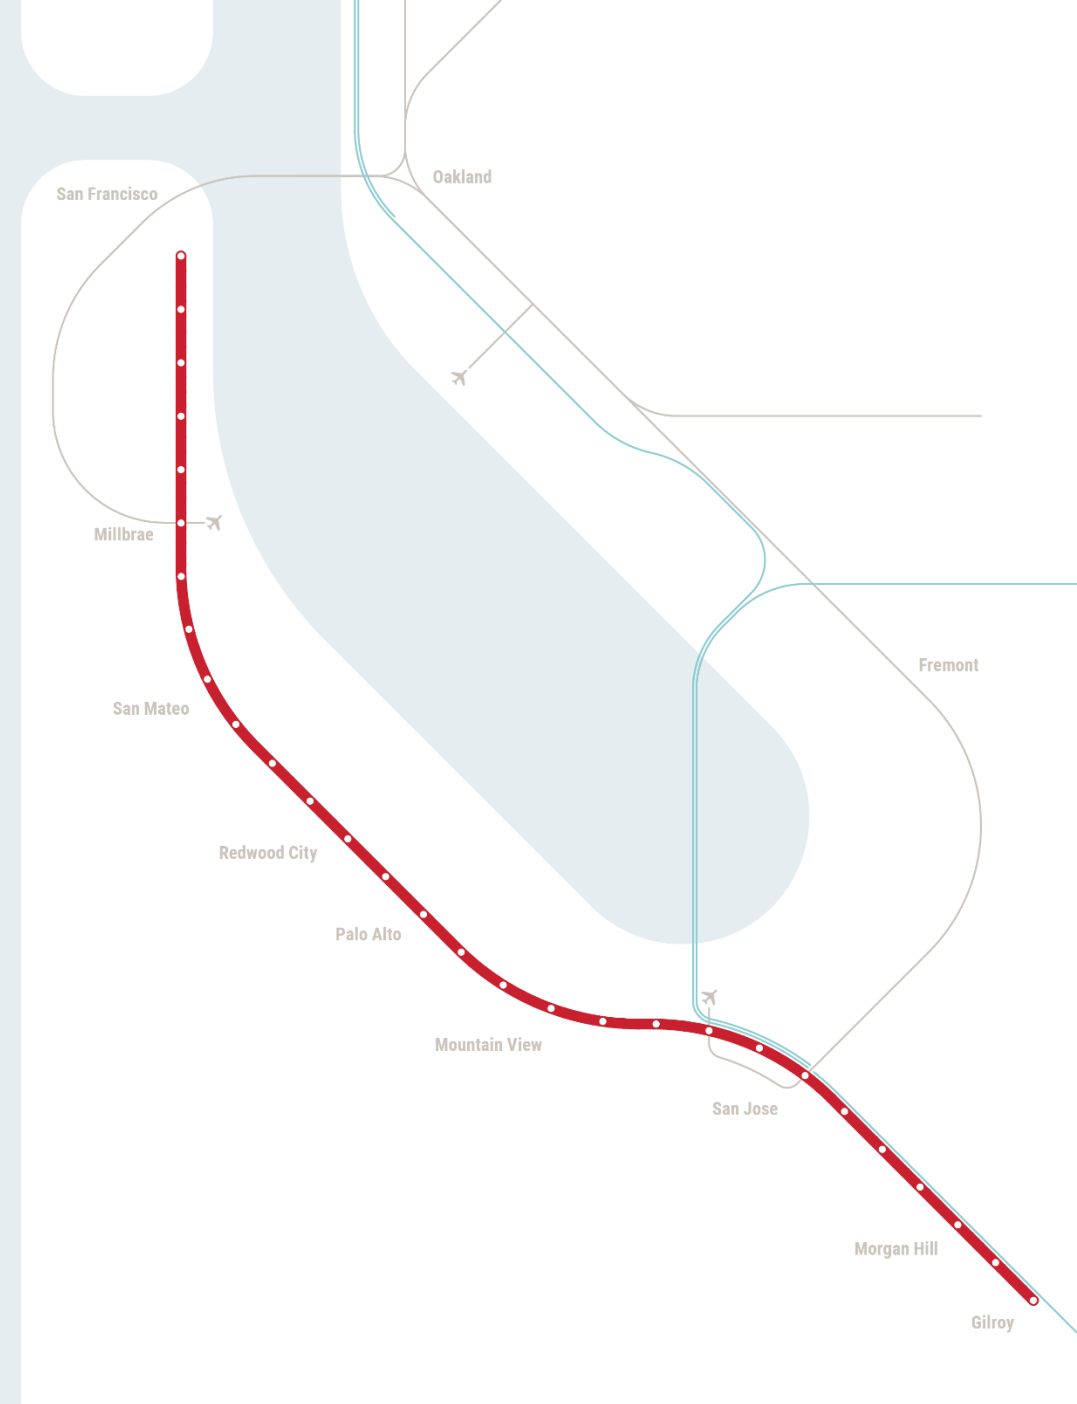 Oakland
San Francisco
Millbrae
Fremont
San Mateo
Redwood City
Palo Alto
Mountain View
San Jose
Morgan Hill
Gilroy